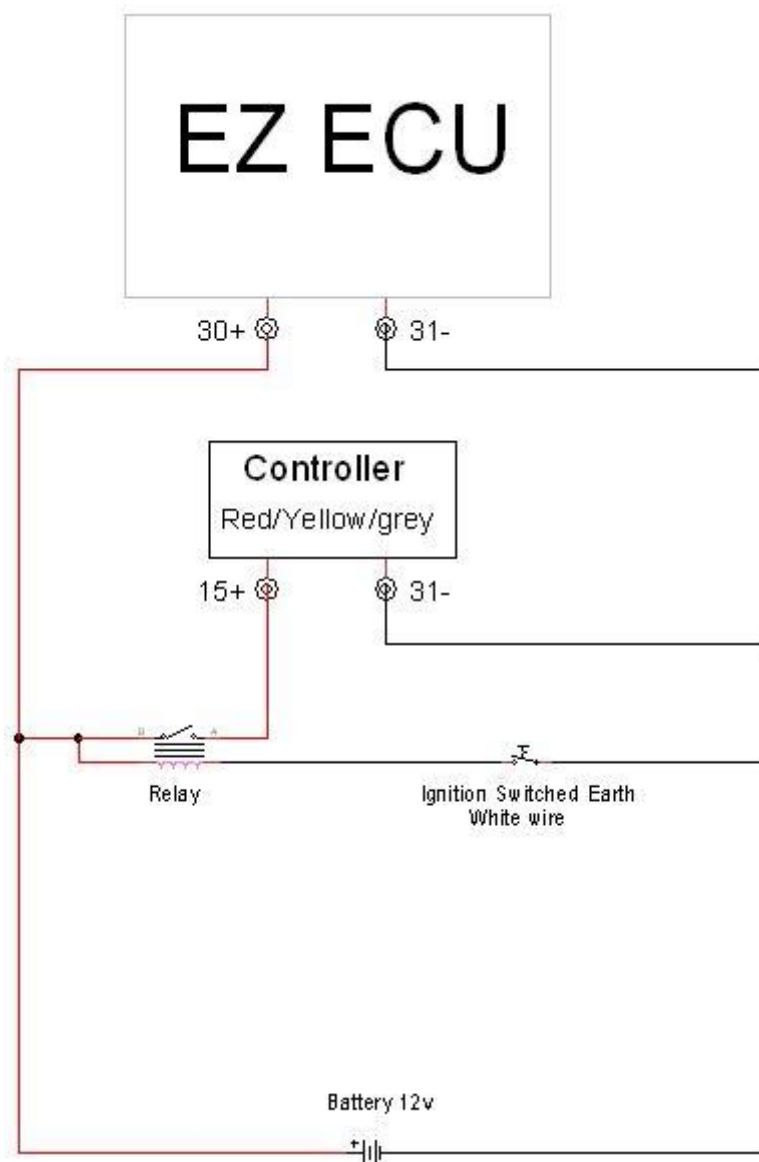 EZ ECU
30+ 31-
Controller
Red/Yellow/grey
15+ 31-
B A
Relay
Ignition Switched Earth
White wire
Battery 12v
+